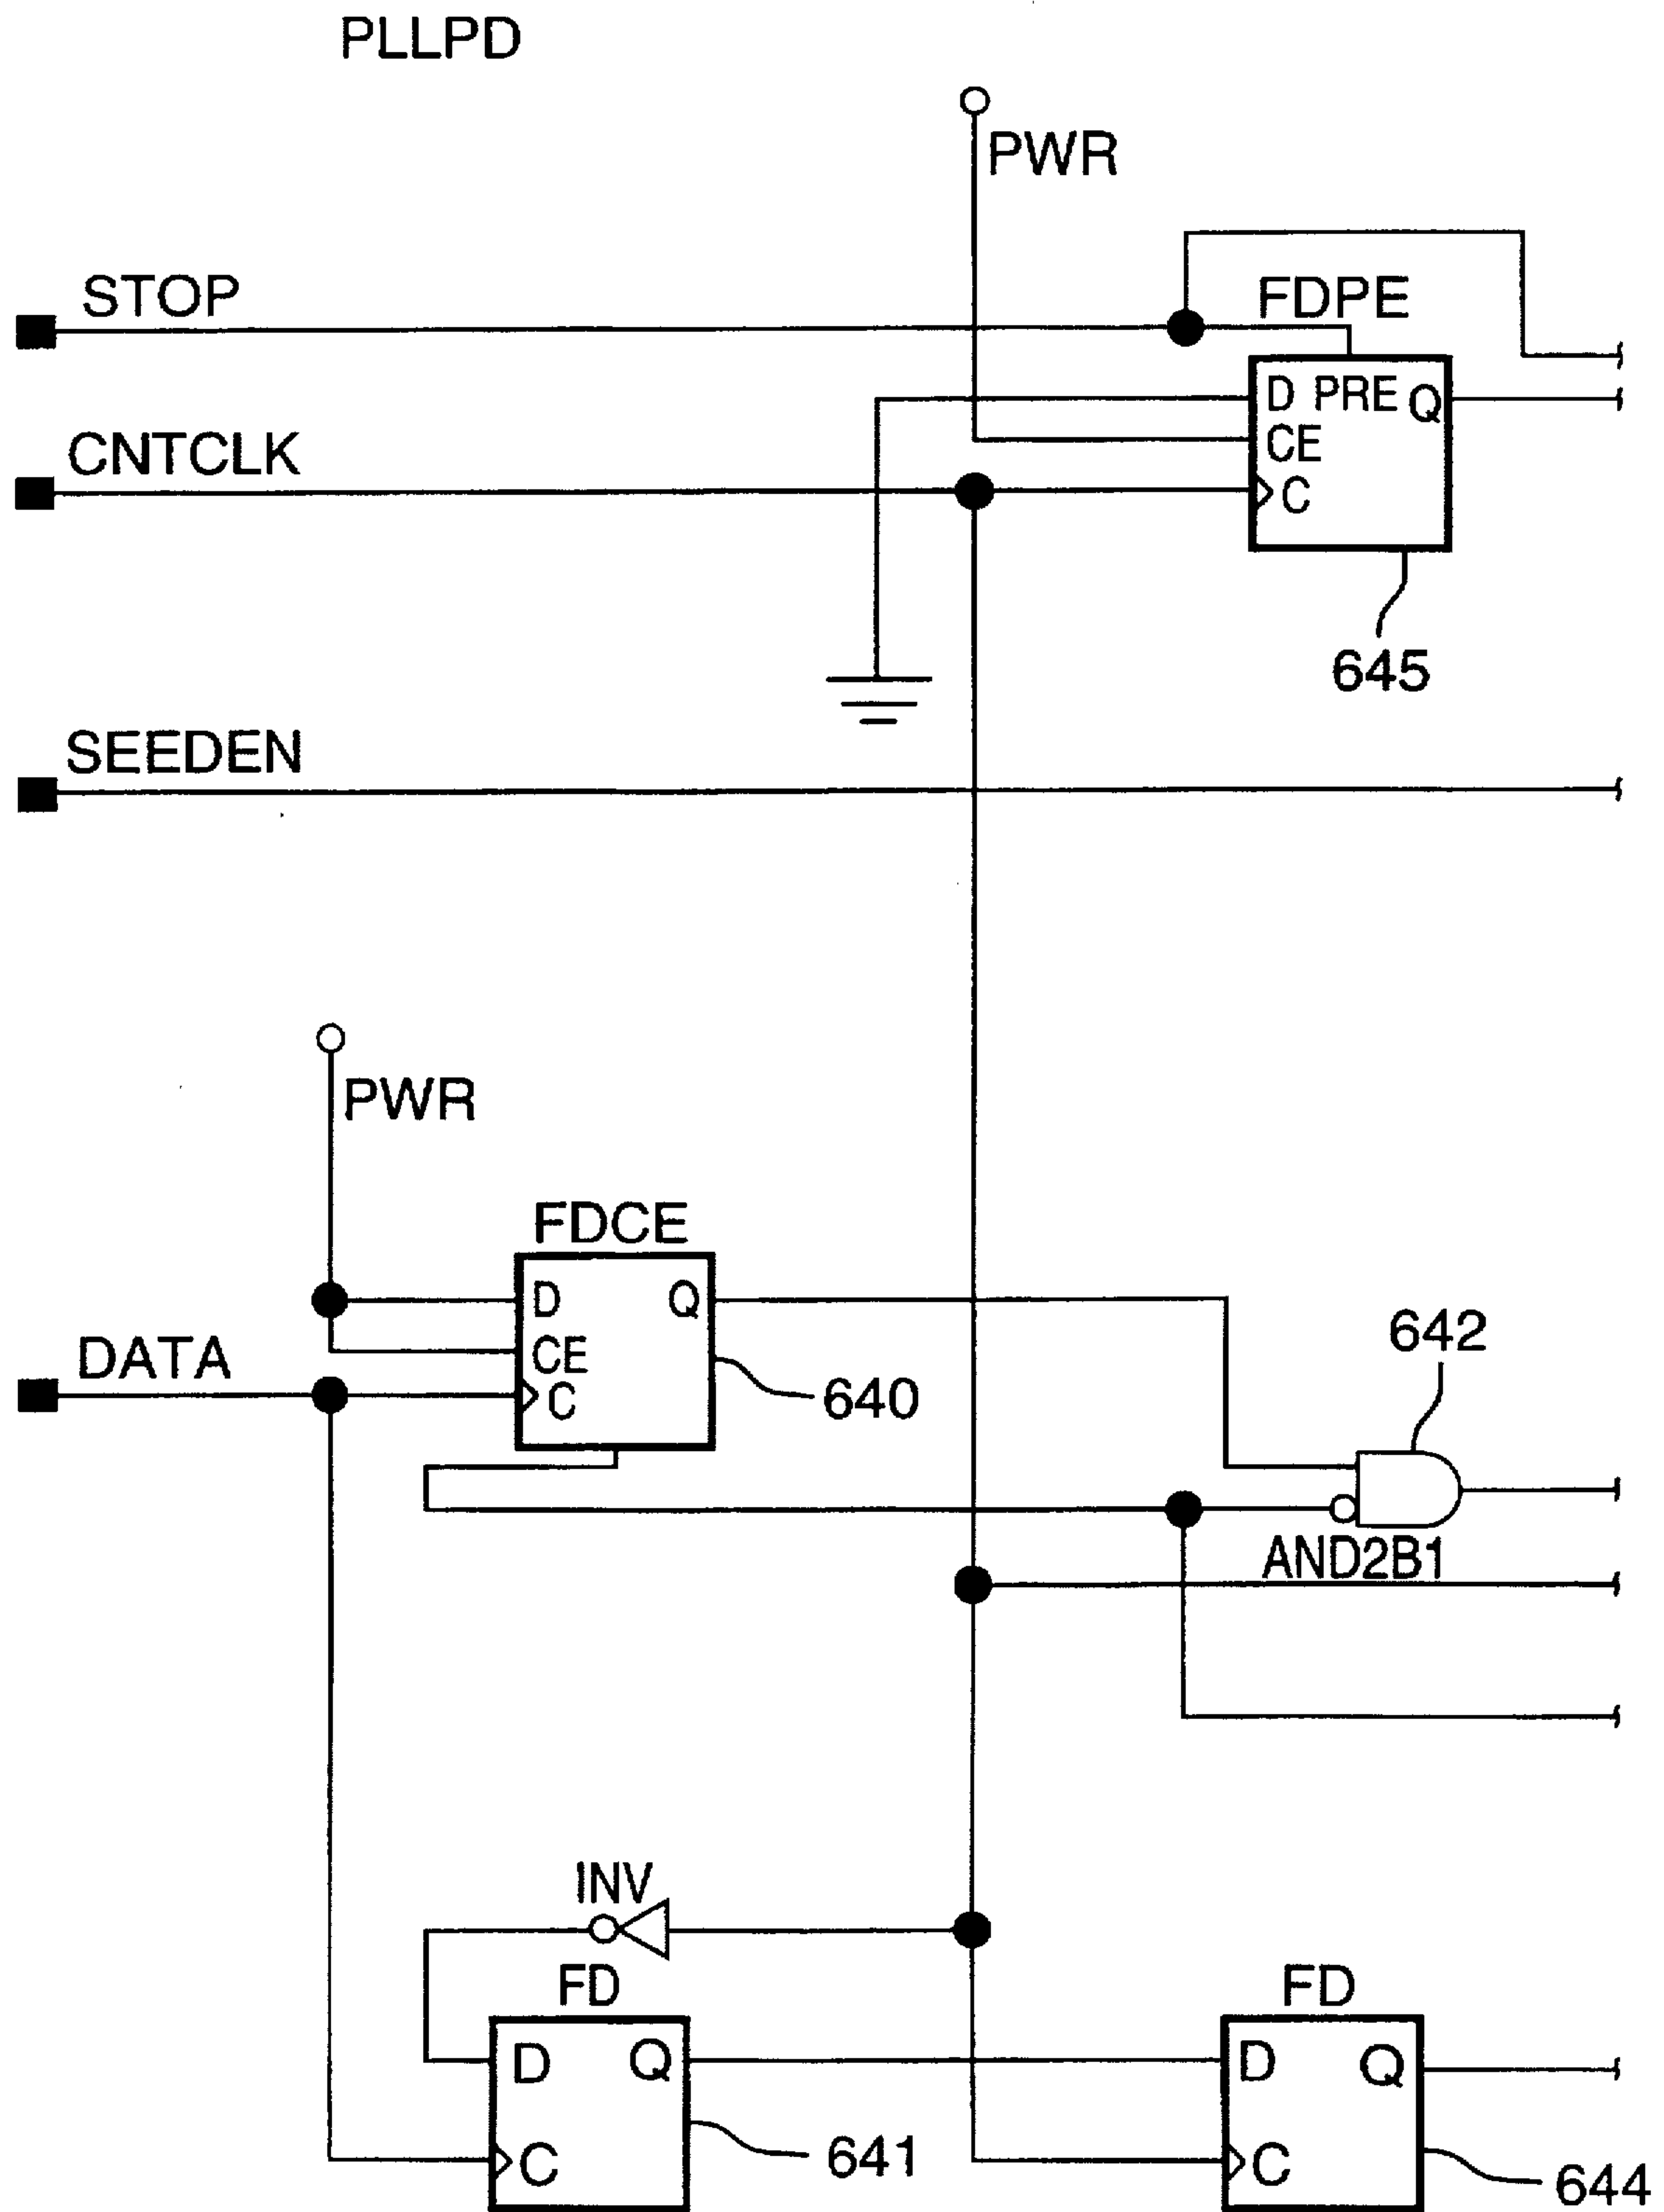 PLLPD
PWR
STOP
FDPE
D PRE Q
CE
C
CNTCLK
645
SEEDEN
PWR
FDCE
D Q
CE
C
DATA
640
642
AND2B1
INV
FD
D Q
C
641
FD
D Q
C
644